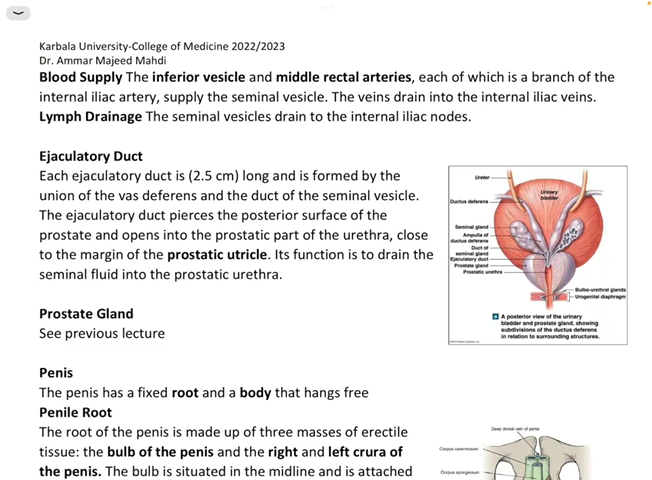 Karbala University-College of Medicine 2022/2023
Dr. Ammar Majeed Mahdi
Blood Supply The inferior vesicle and middle rectal arteries, each of which is a branch of the
internal iliac artery, supply the seminal vesicle. The veins drain into the internal iliac veins.
Lymph Drainage The seminal vesicles drain to the internal iliac nodes.
Ejaculatory Duct
Each ejaculatory duct is (2.5 cm) long and is formed by the
union of the vas deferens and the duct of the seminal vesicle.
The ejaculatory duct pierces the posterior surface of the
prostate and opens into the prostatic part of the urethra, close
to the margin of the prostatic utricle. Its function is to drain the
seminal fluid into the prostatic urethra.
Ureter
Urinary
bladder
Ductus deferens
Seminal gland
Ampulla of
ductus deferens
Duct of
seminal gland
Ejaculatory duct
Prostate gland
Prostatic urethra
Bulbo-urethral glands
Urogenital diaphragm
A posterior view of the urinary
bladder and prostate gland, showing
subdivisions of the ductus deferens
in relation to surrounding structures.
Prostate Gland
See previous lecture
Penis
The penis has a fixed root and a body that hangs free
Penile Root
The root of the penis is made up of three masses of erectile
tissue: the bulb of the penis and the right and left crura of
the penis. The bulb is situated in the midline and is attached
Deep dorsal vein of penis
Corpus cavernosum
Corpus spongiosum